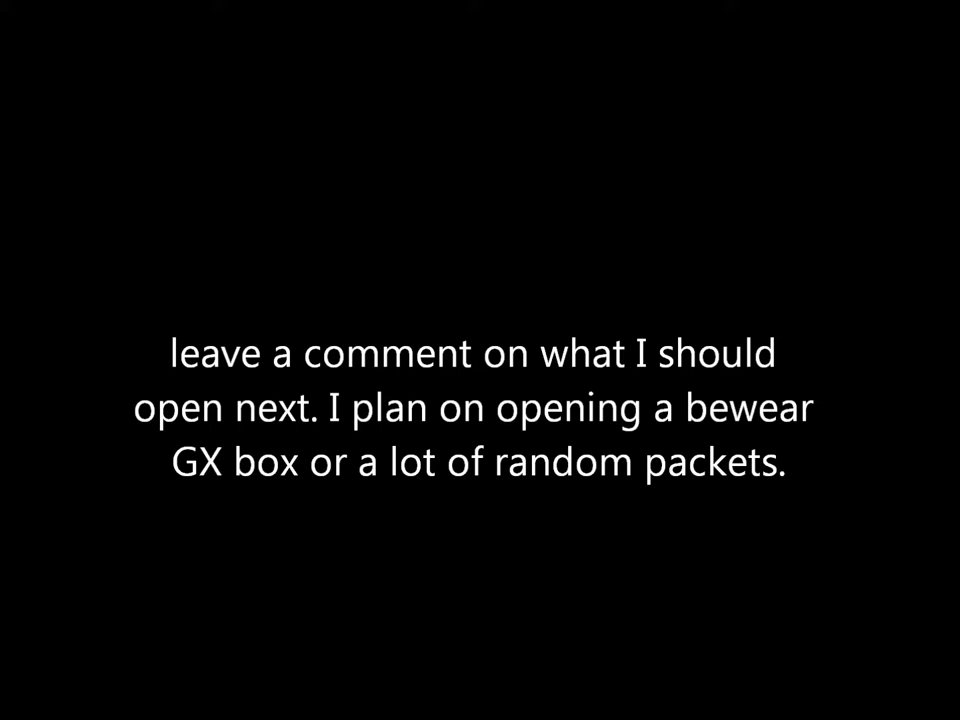 leave a comment on what I should
open next. I plan on opening a bewear
GX box or a lot of random packets.